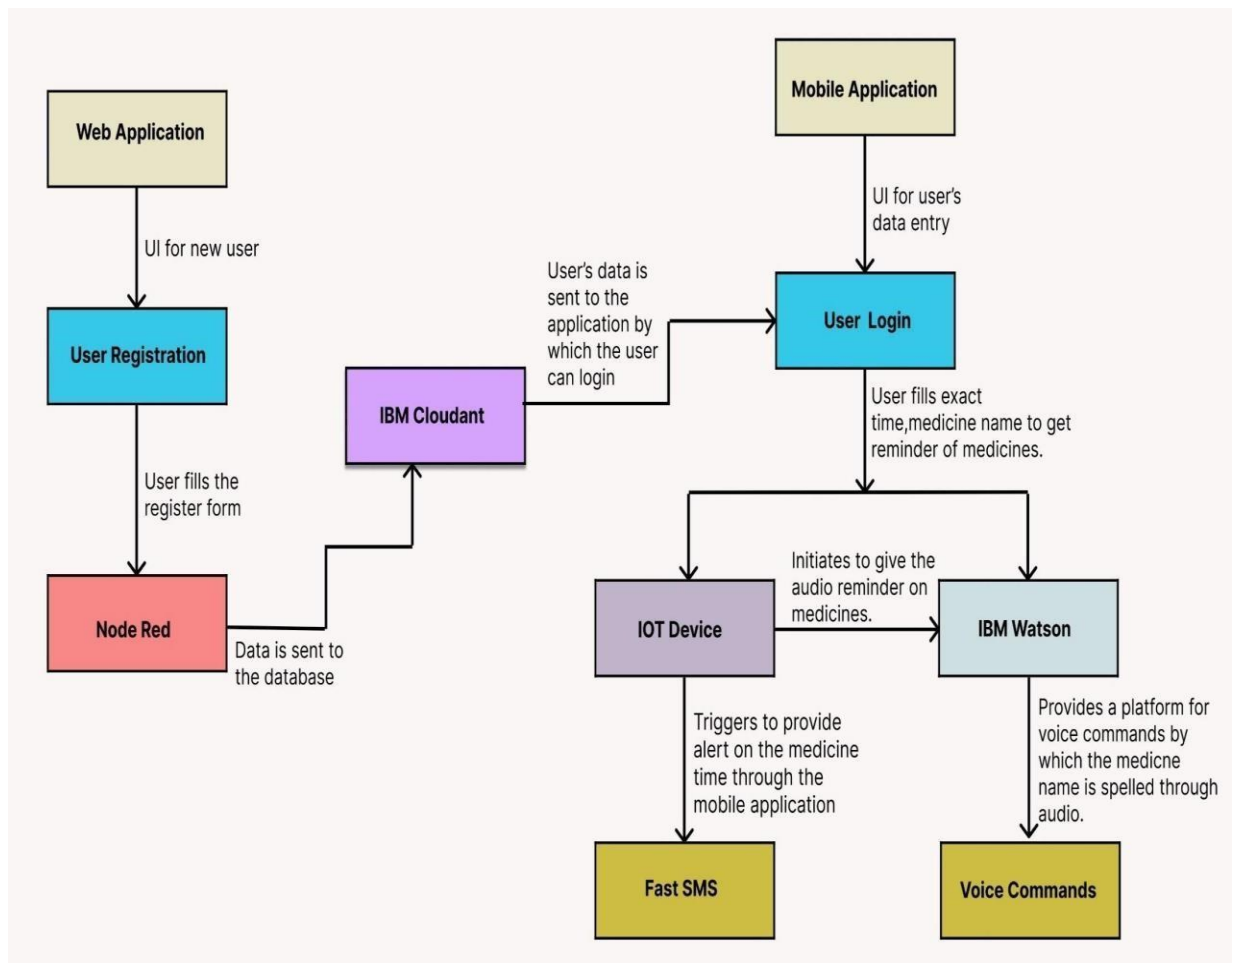 Web Application
UI for new user
User Registration
User fills the
register form
Node Red
Data is sent to
the database
IBM Cloudant
User's data is
sent to the
application by
which the user
can login
Mobile Application
UI for user's
data entry
User Login
User fills exact
time,medicine name to get
reminder of medicines.
IOT Device
Initiates to give the
audio reminder on
medicines.
IBM Watson
Triggers to provide
alert on the medicine
time through the
mobile application
Provides a platform for
voice commands by
which the medicne
name is spelled through
audio.
Fast SMS
Voice Commands